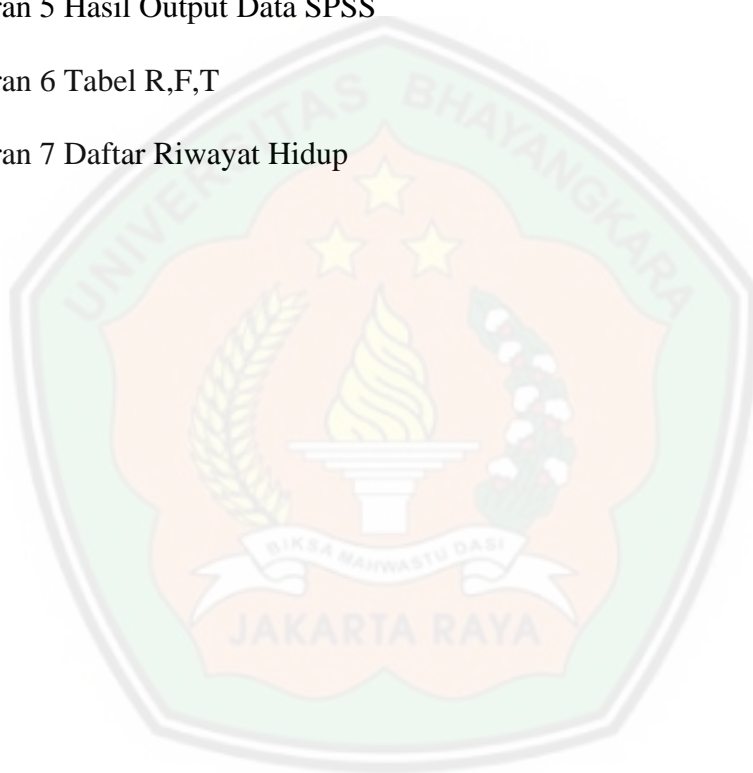 ran 5 Hasil Output Data SPSS
ran 6 Tabel R,F,T
ran 7 Daftar Riwayat Hidup
UNIVERSITAS BHAYANGKARA
BIKSA MAHWASTU DASI
JAKARTA RAYA